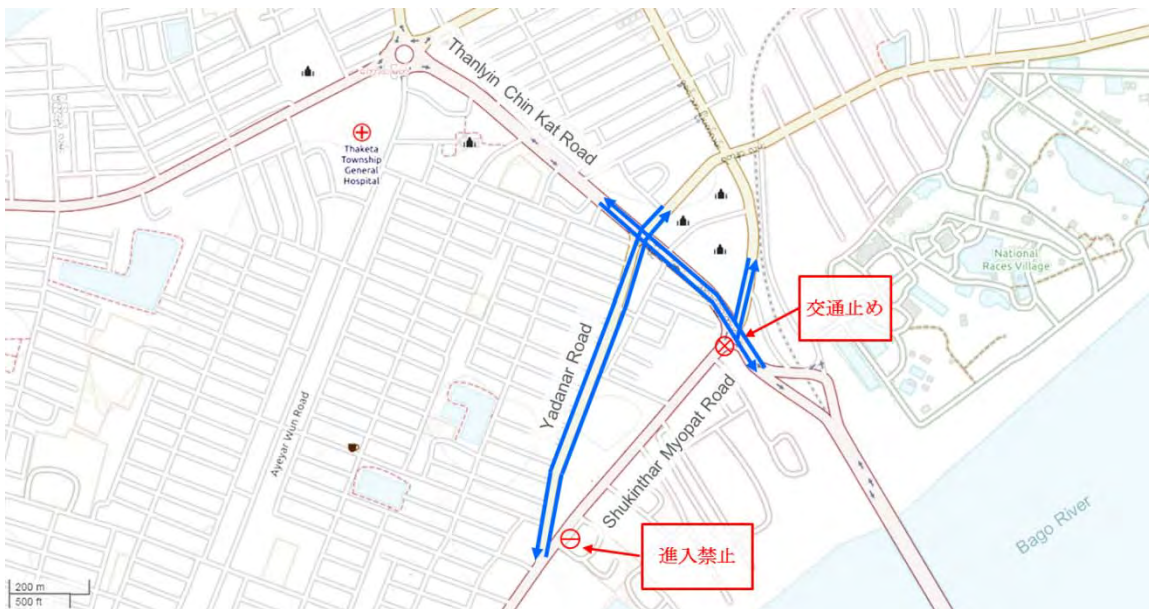 Thanlyin Chin Kat Road
Thaketa
Township
General
Hospital
National
Races Village
交通止め
Yadanar Road
Shukinthar Myopat Road
Ayeyar Wun Road
進入禁止
Bago River
200 m
500 ft